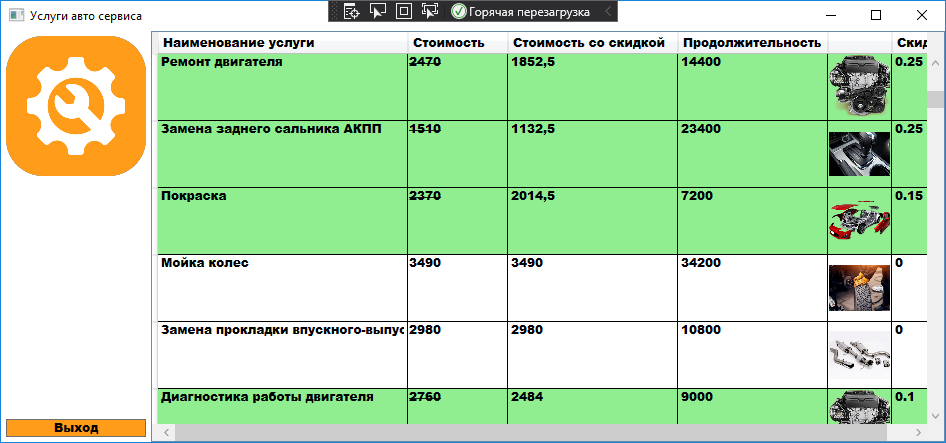 Услуги авто сервиса
Горячая перезагрузка
Наименование услуги Стоимость Стоимость со скидкой Продолжительность Скид
Ремонт двигателя 2470 1852,5 14400 0.25
Замена заднего сальника АКПП 1510 1132,5 23400 0.25
Покраска 2370 2014,5 7200 0.15
Мойка колес 3490 3490 34200 0
Замена прокладки впускного-выпус 2980 2980 10800 0
Диагностика работы двигателя 2760 2484 9000 0.1
Выход